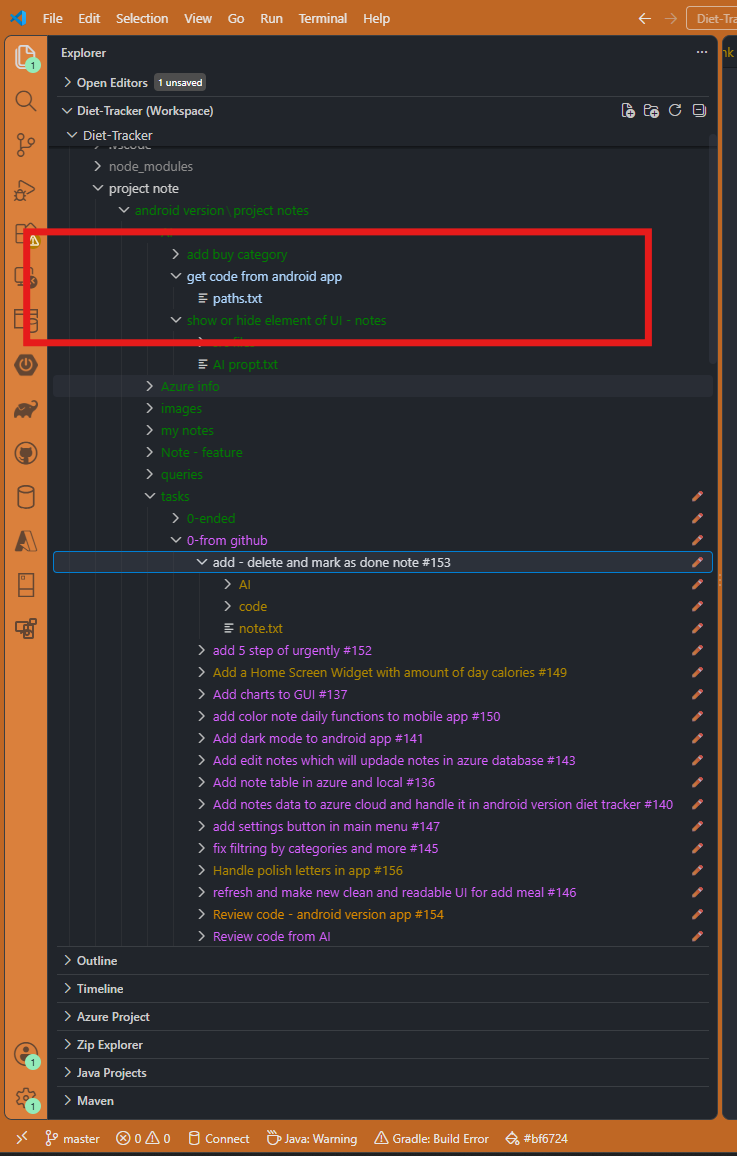 File Edit Selection View Go Run Terminal Help
Diet-Tra
Explorer
1
Open Editors 1 unsaved
Diet-Tracker (Workspace)
Diet-Tracker
.vscode
node_modules
project note
android version \ project notes
add buy category
get code from android app
paths.txt
show or hide element of UI - notes
AI propt.txt
Azure info
images
my notes
Note - feature
queries
tasks
0-ended
0-from github
add - delete and mark as done note #153
AI
code
note.txt
add 5 step of urgently #152
Add a Home Screen Widget with amount of day calories #149
Add charts to GUI #137
add color note daily functions to mobile app #150
Add dark mode to android app #141
Add edit notes which will updade notes in azure database #143
Add note table in azure and local #136
Add notes data to azure cloud and handle it in android version diet tracker #140
add settings button in main menu #147
fix filtring by categories and more #145
Handle polish letters in app #156
refresh and make new clean and readable UI for add meal #146
Review code - android version app #154
Review code from AI
Outline
Timeline
Azure Project
Zip Explorer
1
Java Projects
Maven
1
master 0 0 Connect Java: Warning Gradle: Build Error #bf6724